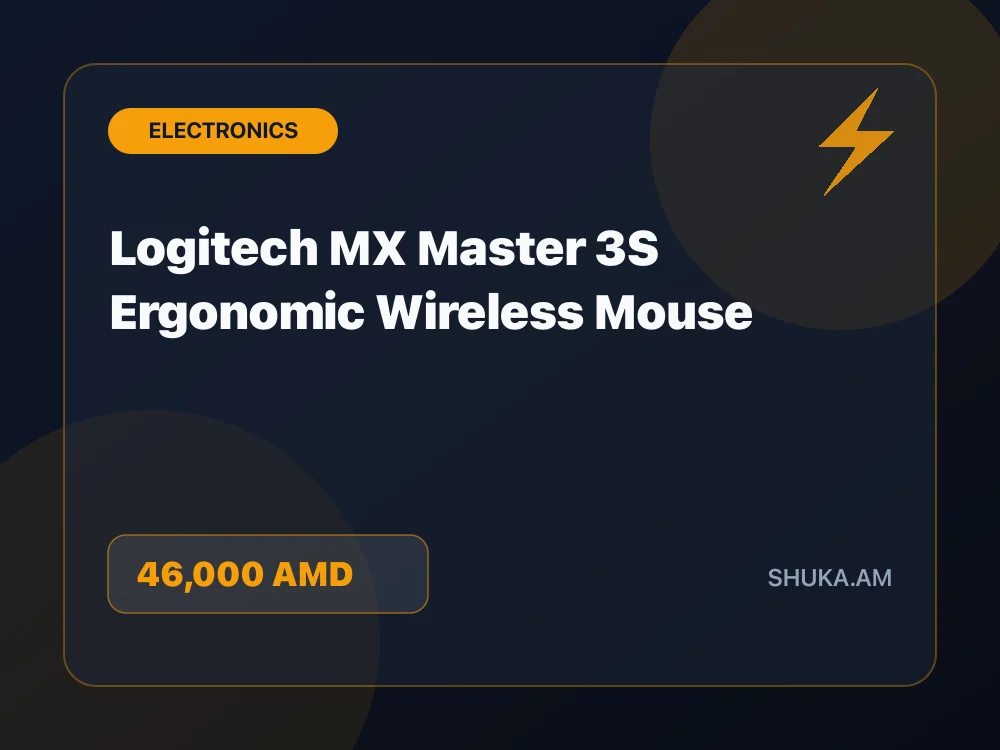 ELECTRONICS
Logitech MX Master 3S
Ergonomic Wireless Mouse
46,000 AMD
SHUKA.AM